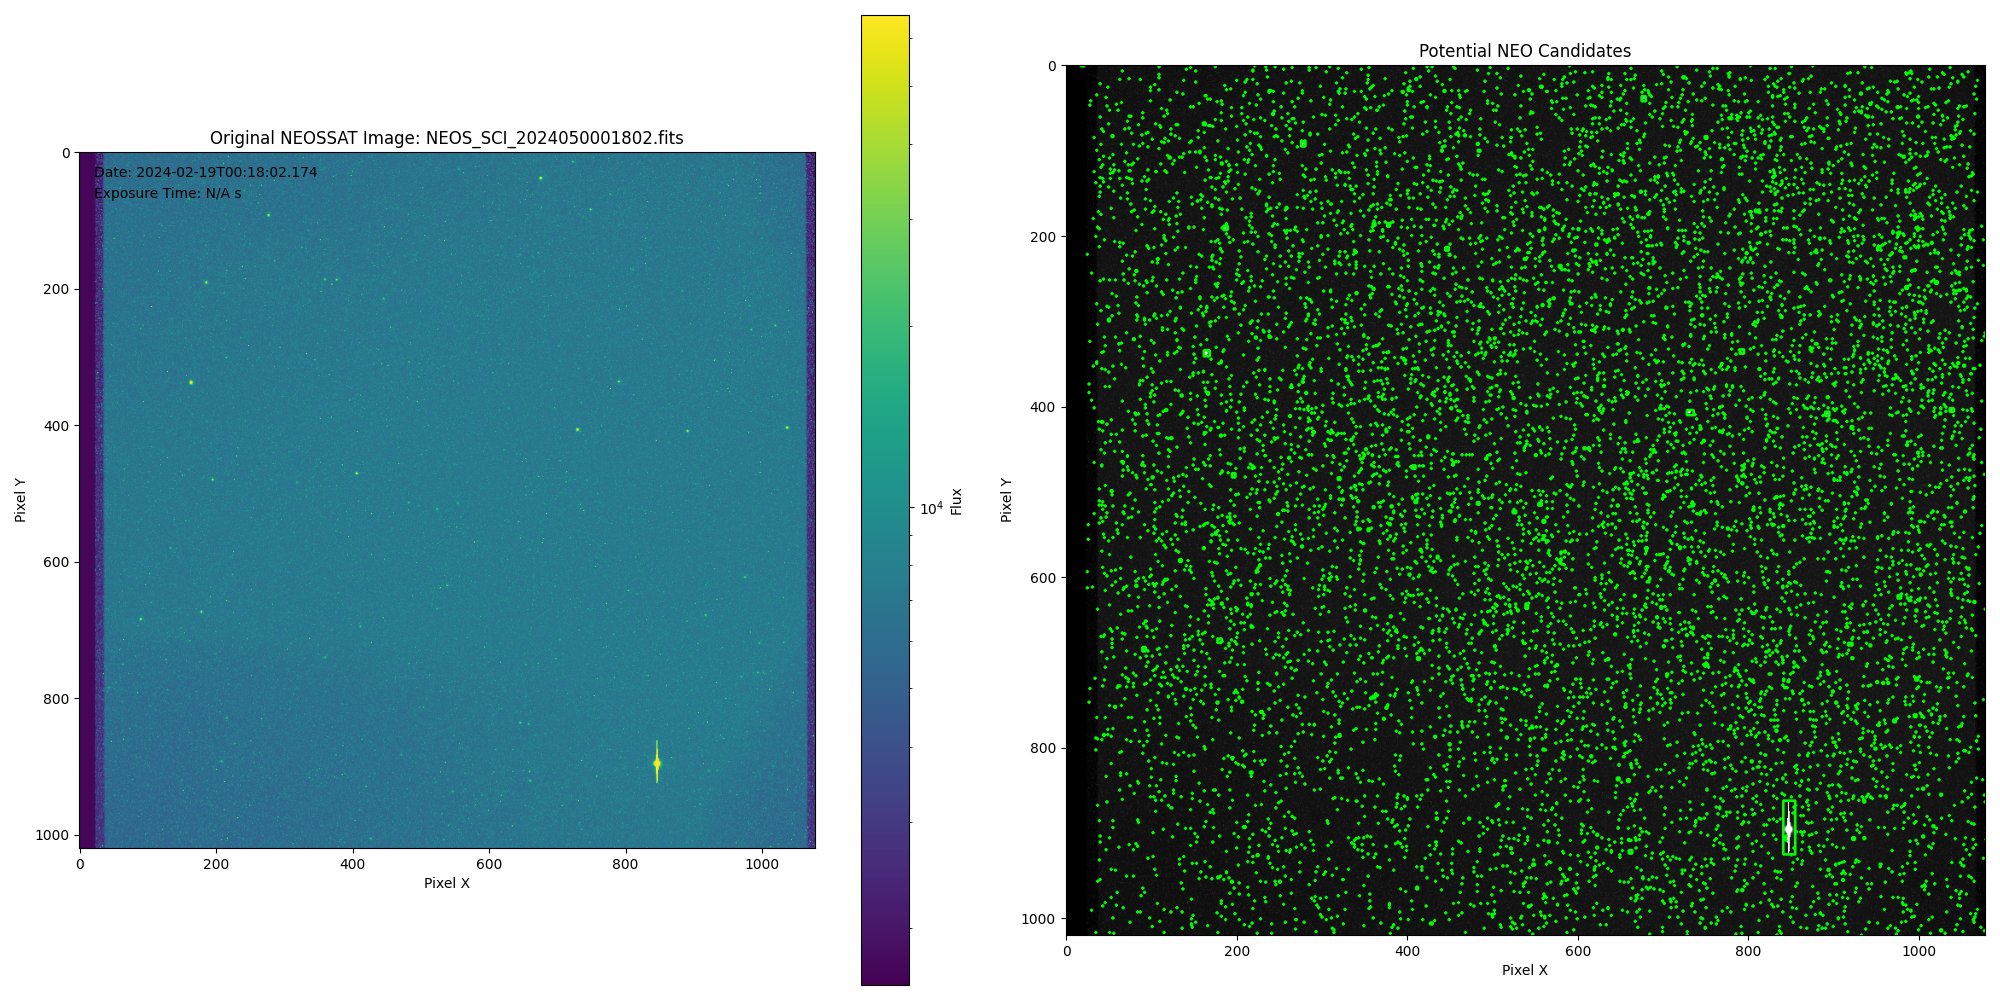 Original NEOSSAT Image: NEOS_SCI_2024050001802.fits
Date: 2024-02-19T00:18:02.174
Exposure Time: N/A s
0
200
400
600
800
1000
Pixel Y
0 200 400 600 800 1000
Pixel X
10^4
Flux
Potential NEO Candidates
0
200
400
600
800
1000
Pixel Y
0 200 400 600 800 1000
Pixel X